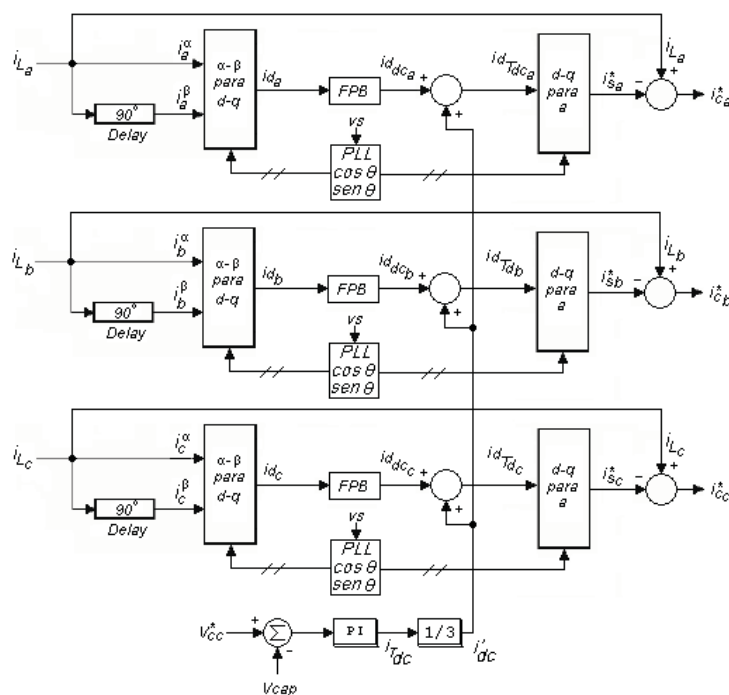 i_La i_a^α α-β para d-q id_a FPB id_dca + + id_Tdca d-q para a i*_sa - + i_La i*_ca
90° Delay i_a^β
vs
PLL cos θ sen θ
i_Lb i_b^α α-β para d-q id_b FPB id_dcb + + id_Tdb d-q para a i*_sb - + i_Lb i*_cb
90° Delay i_b^β
vs
PLL cos θ sen θ
i_Lc i_c^α α-β para d-q id_c FPB id_dcc + + id_Tdc d-q para a i*_sc - + i_Lc i*_cc
90° Delay i_c^β
vs
PLL cos θ sen θ
V*_cc + - Σ PI i_Tdc 1/3 i'_dc
Vcap